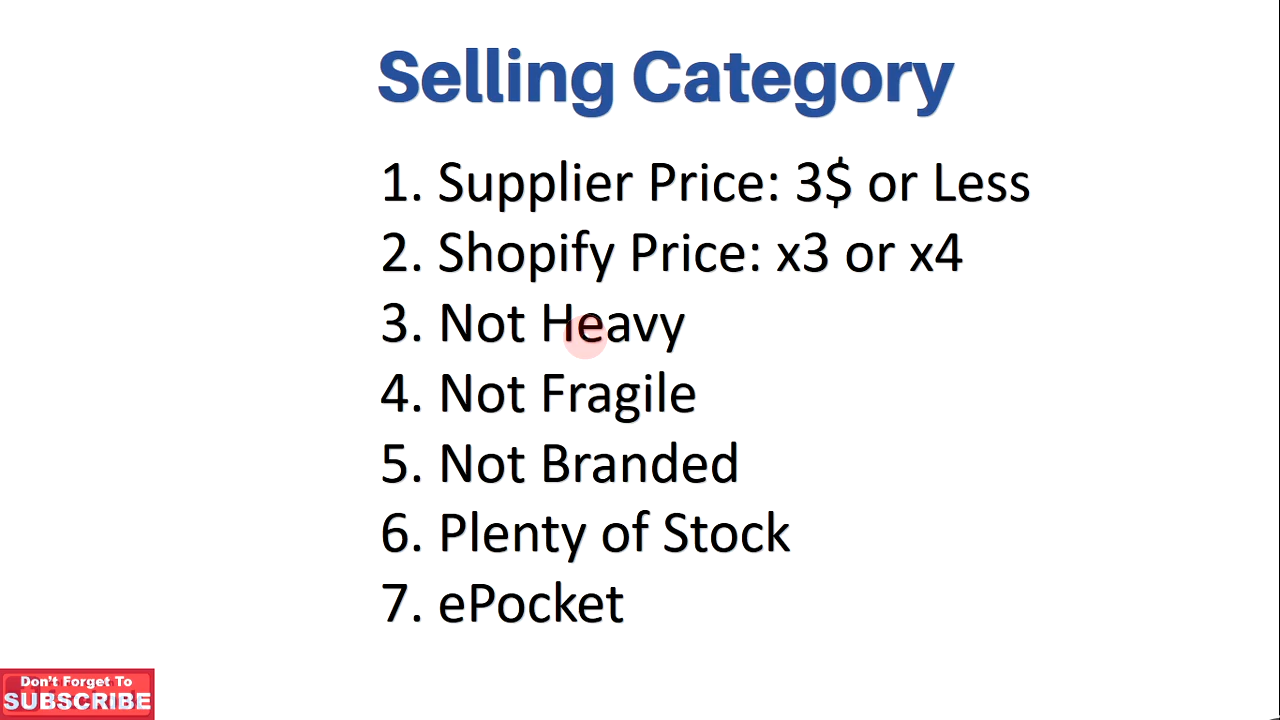 Selling Category
1. Supplier Price: 3$ or Less
2. Shopify Price: x3 or x4
3. Not Heavy
4. Not Fragile
5. Not Branded
6. Plenty of Stock
7. ePocket
Don't Forget To
SUBSCRIBE